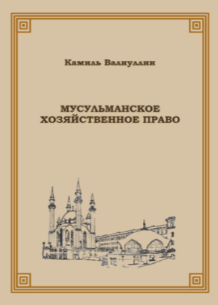 Камиль Валиуллин
МУСУЛЬМАНСКОЕ
ХОЗЯЙСТВЕННОЕ ПРАВО